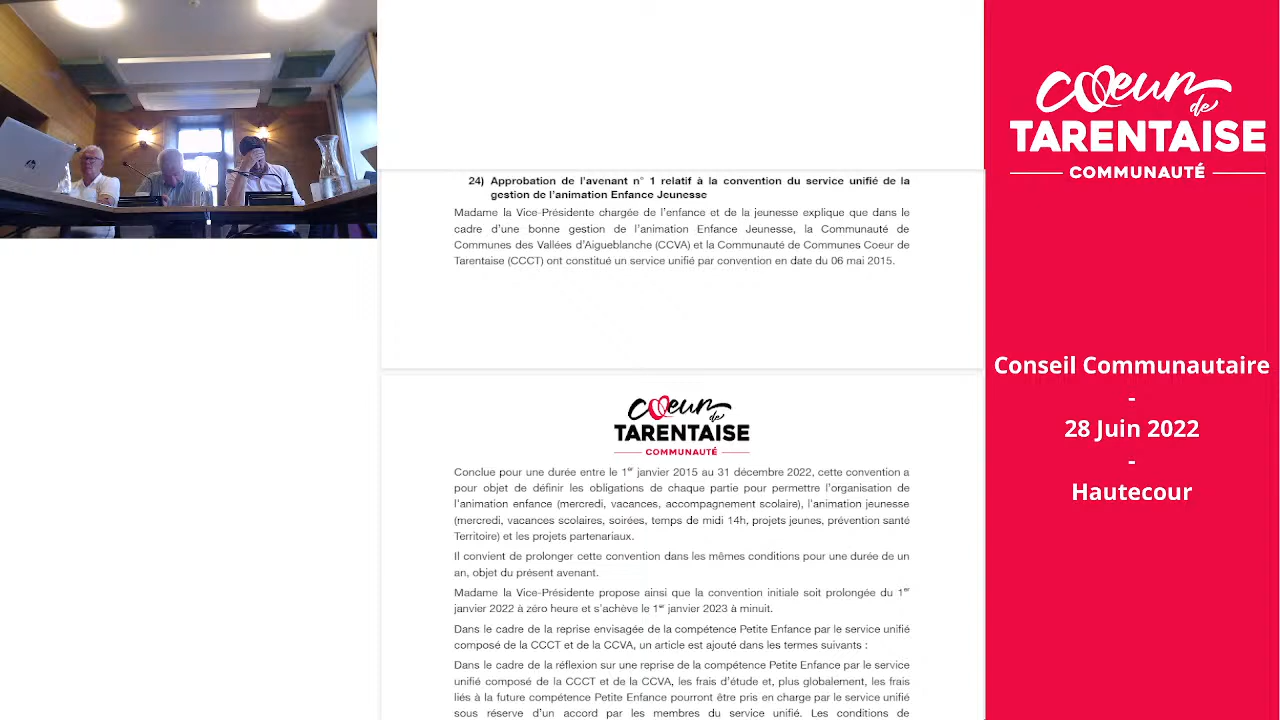 24) Approbation de l'avenant n° 1 relatif à la convention du service unifié de la
gestion de l'animation Enfance Jeunesse
Madame la Vice-Présidente chargée de l'enfance et de la jeunesse explique que dans le
cadre d'une bonne gestion de l'animation Enfance Jeunesse, la Communauté de
Communes des Vallées d'Aigueblanche (CCVA) et la Communauté de Communes Coeur de
Tarentaise (CCCT) ont constitué un service unifié par convention en date du 06 mai 2015.
Cœur
de
TARENTAISE
COMMUNAUTÉ
Conclue pour une durée entre le 1er janvier 2015 au 31 décembre 2022, cette convention a
pour objet de définir les obligations de chaque partie pour permettre l'organisation de
l'animation enfance (mercredi, vacances, accompagnement scolaire), l'animation jeunesse
(mercredi, vacances scolaires, soirées, temps de midi 14h, projets jeunes, prévention santé
Territoire) et les projets partenariaux.
Il convient de prolonger cette convention dans les mêmes conditions pour une durée de un
an, objet du présent avenant.
Madame la Vice-Présidente propose ainsi que la convention initiale soit prolongée du 1er
janvier 2022 à zéro heure et s'achève le 1er janvier 2023 à minuit.
Dans le cadre de la reprise envisagée de la compétence Petite Enfance par le service unifié
composé de la CCCT et de la CCVA, un article est ajouté dans les termes suivants :
Dans le cadre de la réflexion sur une reprise de la compétence Petite Enfance par le service
unifié composé de la CCCT et de la CCVA, les frais d'étude et, plus globalement, les frais
liés à la future compétence Petite Enfance pourront être pris en charge par le service unifié
sous réserve d'un accord par les membres du service unifié. Les conditions de
Cœur
de
TARENTAISE
COMMUNAUTÉ
Conseil Communautaire
-
28 Juin 2022
-
Hautecour